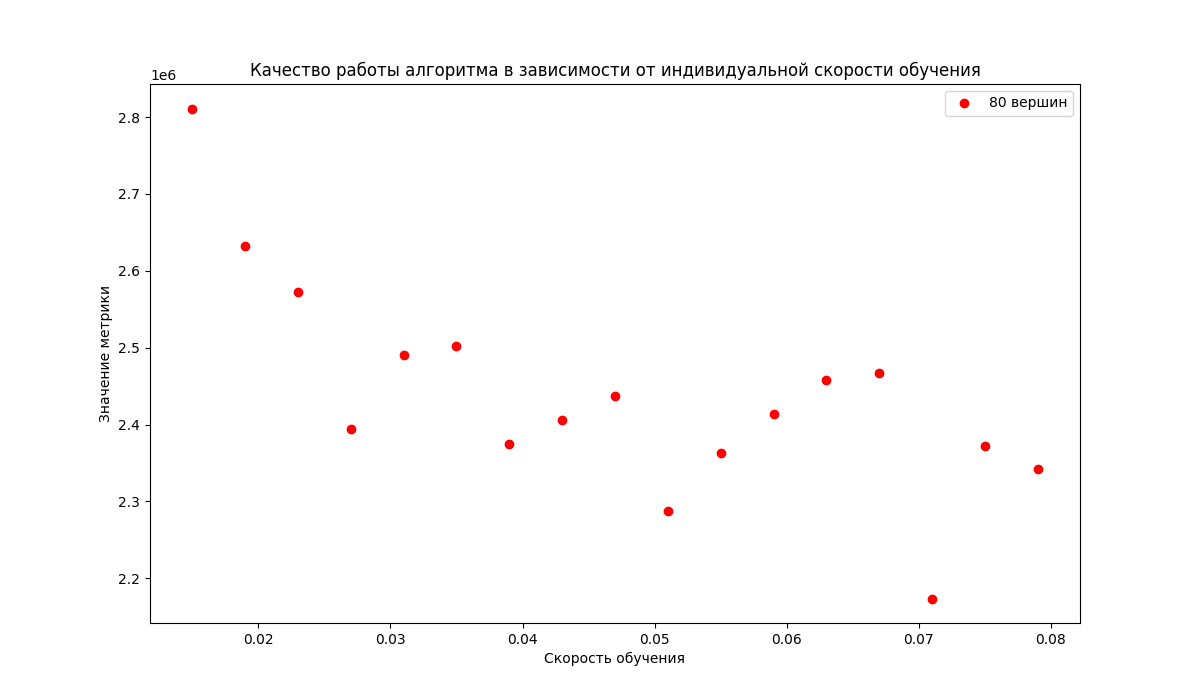 Качество работы алгоритма в зависимости от индивидуальной скорости обучения
1e6
80 вершин
2.8
2.7
2.6
2.5
2.4
2.3
2.2
Значение метрики
0.02 0.03 0.04 0.05 0.06 0.07 0.08
Скорость обучения